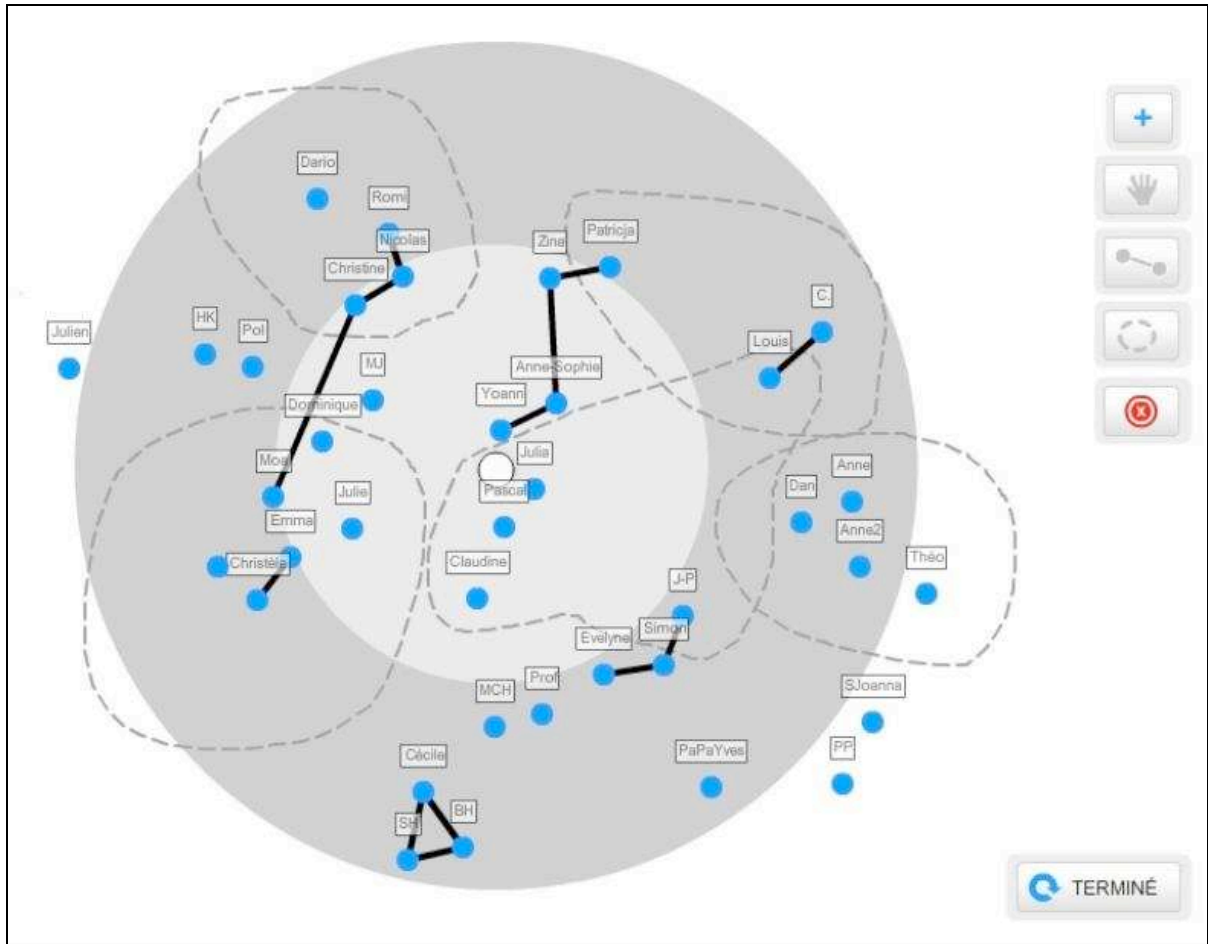 +
Dario
Romi
Nicolas
Christine
Zina
Patricja
C.
Louis
Julien
HK
Pol
MJ
Anne-Sophie
Yoann
Dominique
Julia
Moa
Pascal
Julie
Emma
Anne
Dan
Anne2
Théo
Claudine
J-P
Simon
Evelyne
Prof
MCH
SJoanna
PP
PaPaYves
Cécile
BH
SH
X
TERMINÉ